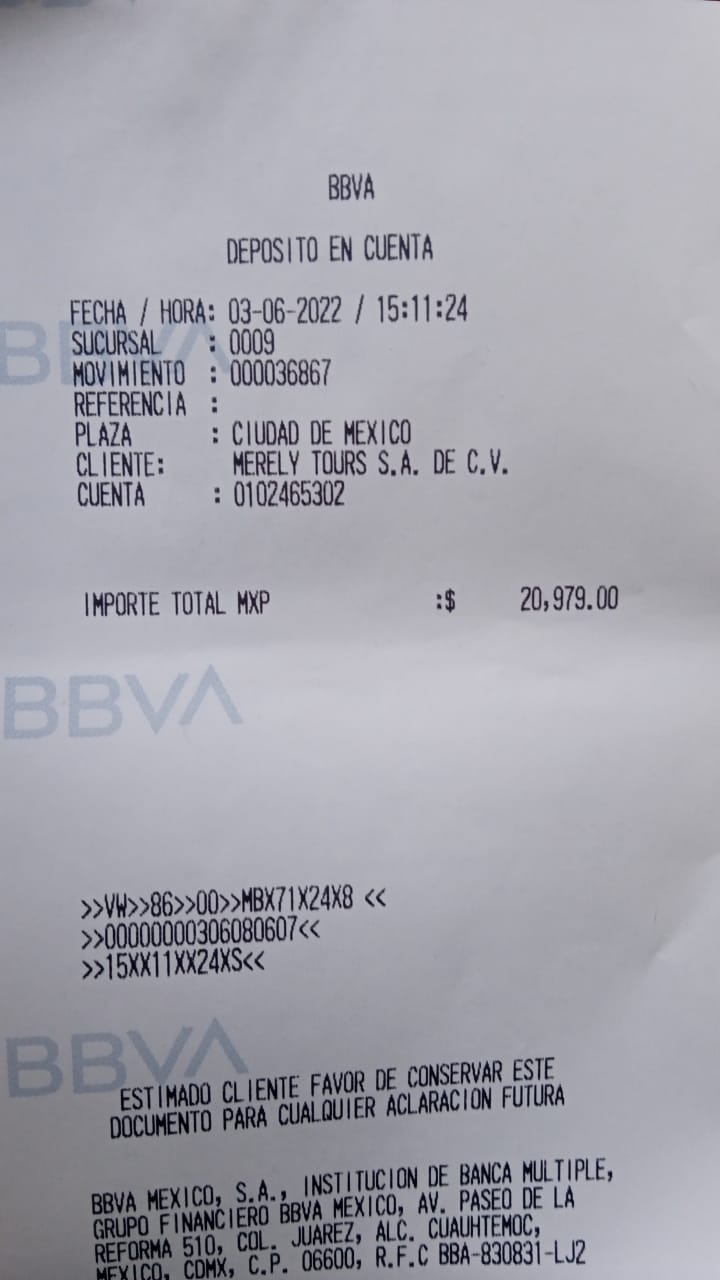 BBVA
DEPOSITO EN CUENTA
FECHA / HORA: 03-06-2022 / 15:11:24
SUCURSAL : 0009
MOVIMIENTO : 000036867
REFERENCIA :
PLAZA : CIUDAD DE MEXICO
CLIENTE: MERELY TOURS S.A. DE C.V.
CUENTA : 0102465302
IMPORTE TOTAL MXP :$ 20,979.00
BBVA
>>VW>>86>>00>>MBX71X24X8 <<
>>00000000306080607<<
>>15XX11XX24XS<<
BBVA
ESTIMADO CLIENTE FAVOR DE CONSERVAR ESTE
DOCUMENTO PARA CUALQUIER ACLARACION FUTURA
BBVA MEXICO, S.A., INSTITUCION DE BANCA MULTIPLE,
GRUPO FINANCIERO BBVA MEXICO, AV. PASEO DE LA
REFORMA 510, COL. JUAREZ, ALC. CUAUHTEMOC,
MEXICO, CDMX, C.P. 06600, R.F.C BBA-830831-LJ2